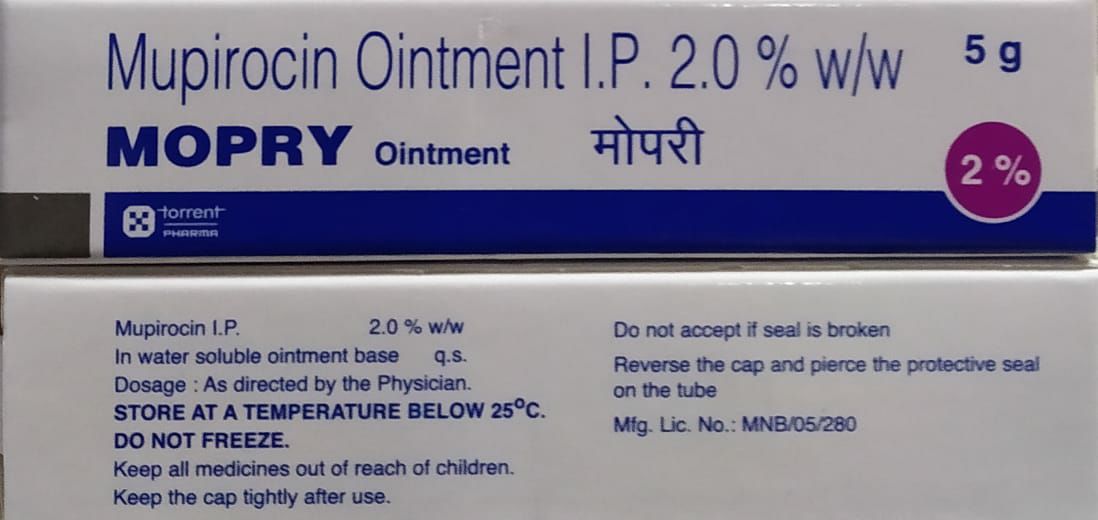 Mupirocin Ointment I.P. 2.0 % w/w 5 g
MOPRY Ointment मोपरी
2 %
torrent
PHARMA
Mupirocin I.P. 2.0 % w/w
In water soluble ointment base q.s.
Dosage : As directed by the Physician.
STORE AT A TEMPERATURE BELOW 25°C.
DO NOT FREEZE.
Keep all medicines out of reach of children.
Keep the cap tightly after use.
Do not accept if seal is broken
Reverse the cap and pierce the protective seal
on the tube
Mfg. Lic. No.: MNB/05/280